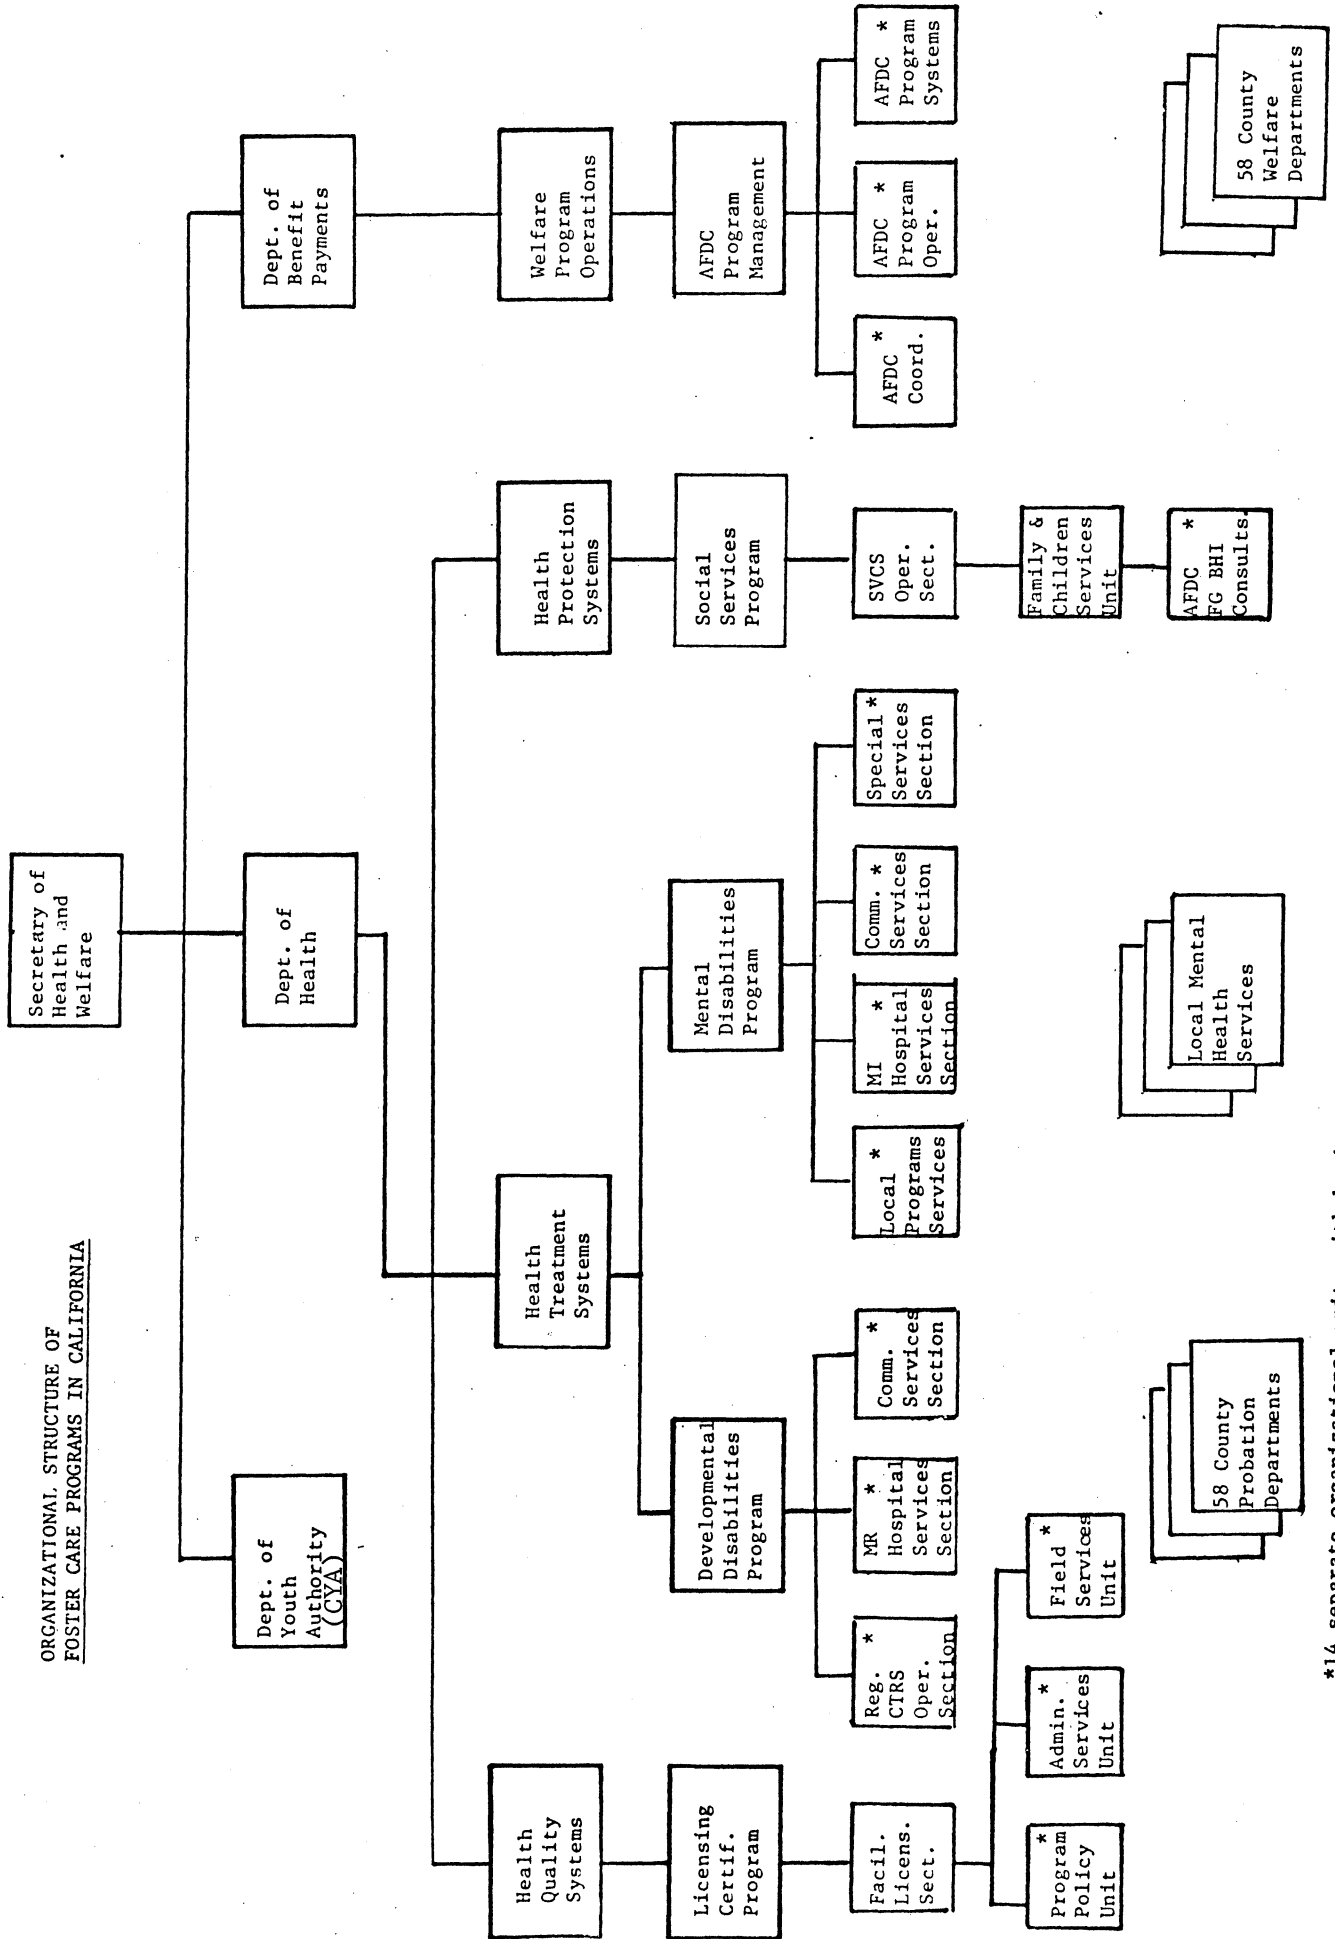 ORGANIZATIONAL STRUCTURE OF
FOSTER CARE PROGRAMS IN CALIFORNIA
Secretary of
Health and
Welfare
Dept. of
Youth
Authority
(CYA)
Dept. of
Health
Dept. of
Benefit
Payments
Health
Quality
Systems
Health
Treatment
Systems
Health
Protection
Systems
Welfare
Program
Operations
Licensing
Certif.
Program
Developmental
Disabilities
Program
Mental
Disabilities
Program
Social
Services
Program
AFDC
Program
Management
Facil.
Licens.
Sect.
Reg. *
CTRS
Oper.
Section
MR *
Hospital
Services
Section
Comm. *
Services
Section
Local *
Programs
Services
MI *
Hospital
Services
Section
Comm. *
Services
Section
Special *
Services
Section
SVCS
Oper.
Sect.
AFDC *
Coord.
AFDC *
Program
Oper.
AFDC *
Program
Systems
Program *
Policy
Unit
Admin. *
Services
Unit
Field *
Services
Unit
Family &
Children
Services
Unit
AFDC *
FG BHI
Consults.
58 County
Probation
Departments
Local Mental
Health
Services
58 County
Welfare
Departments
*14 separate organizational units